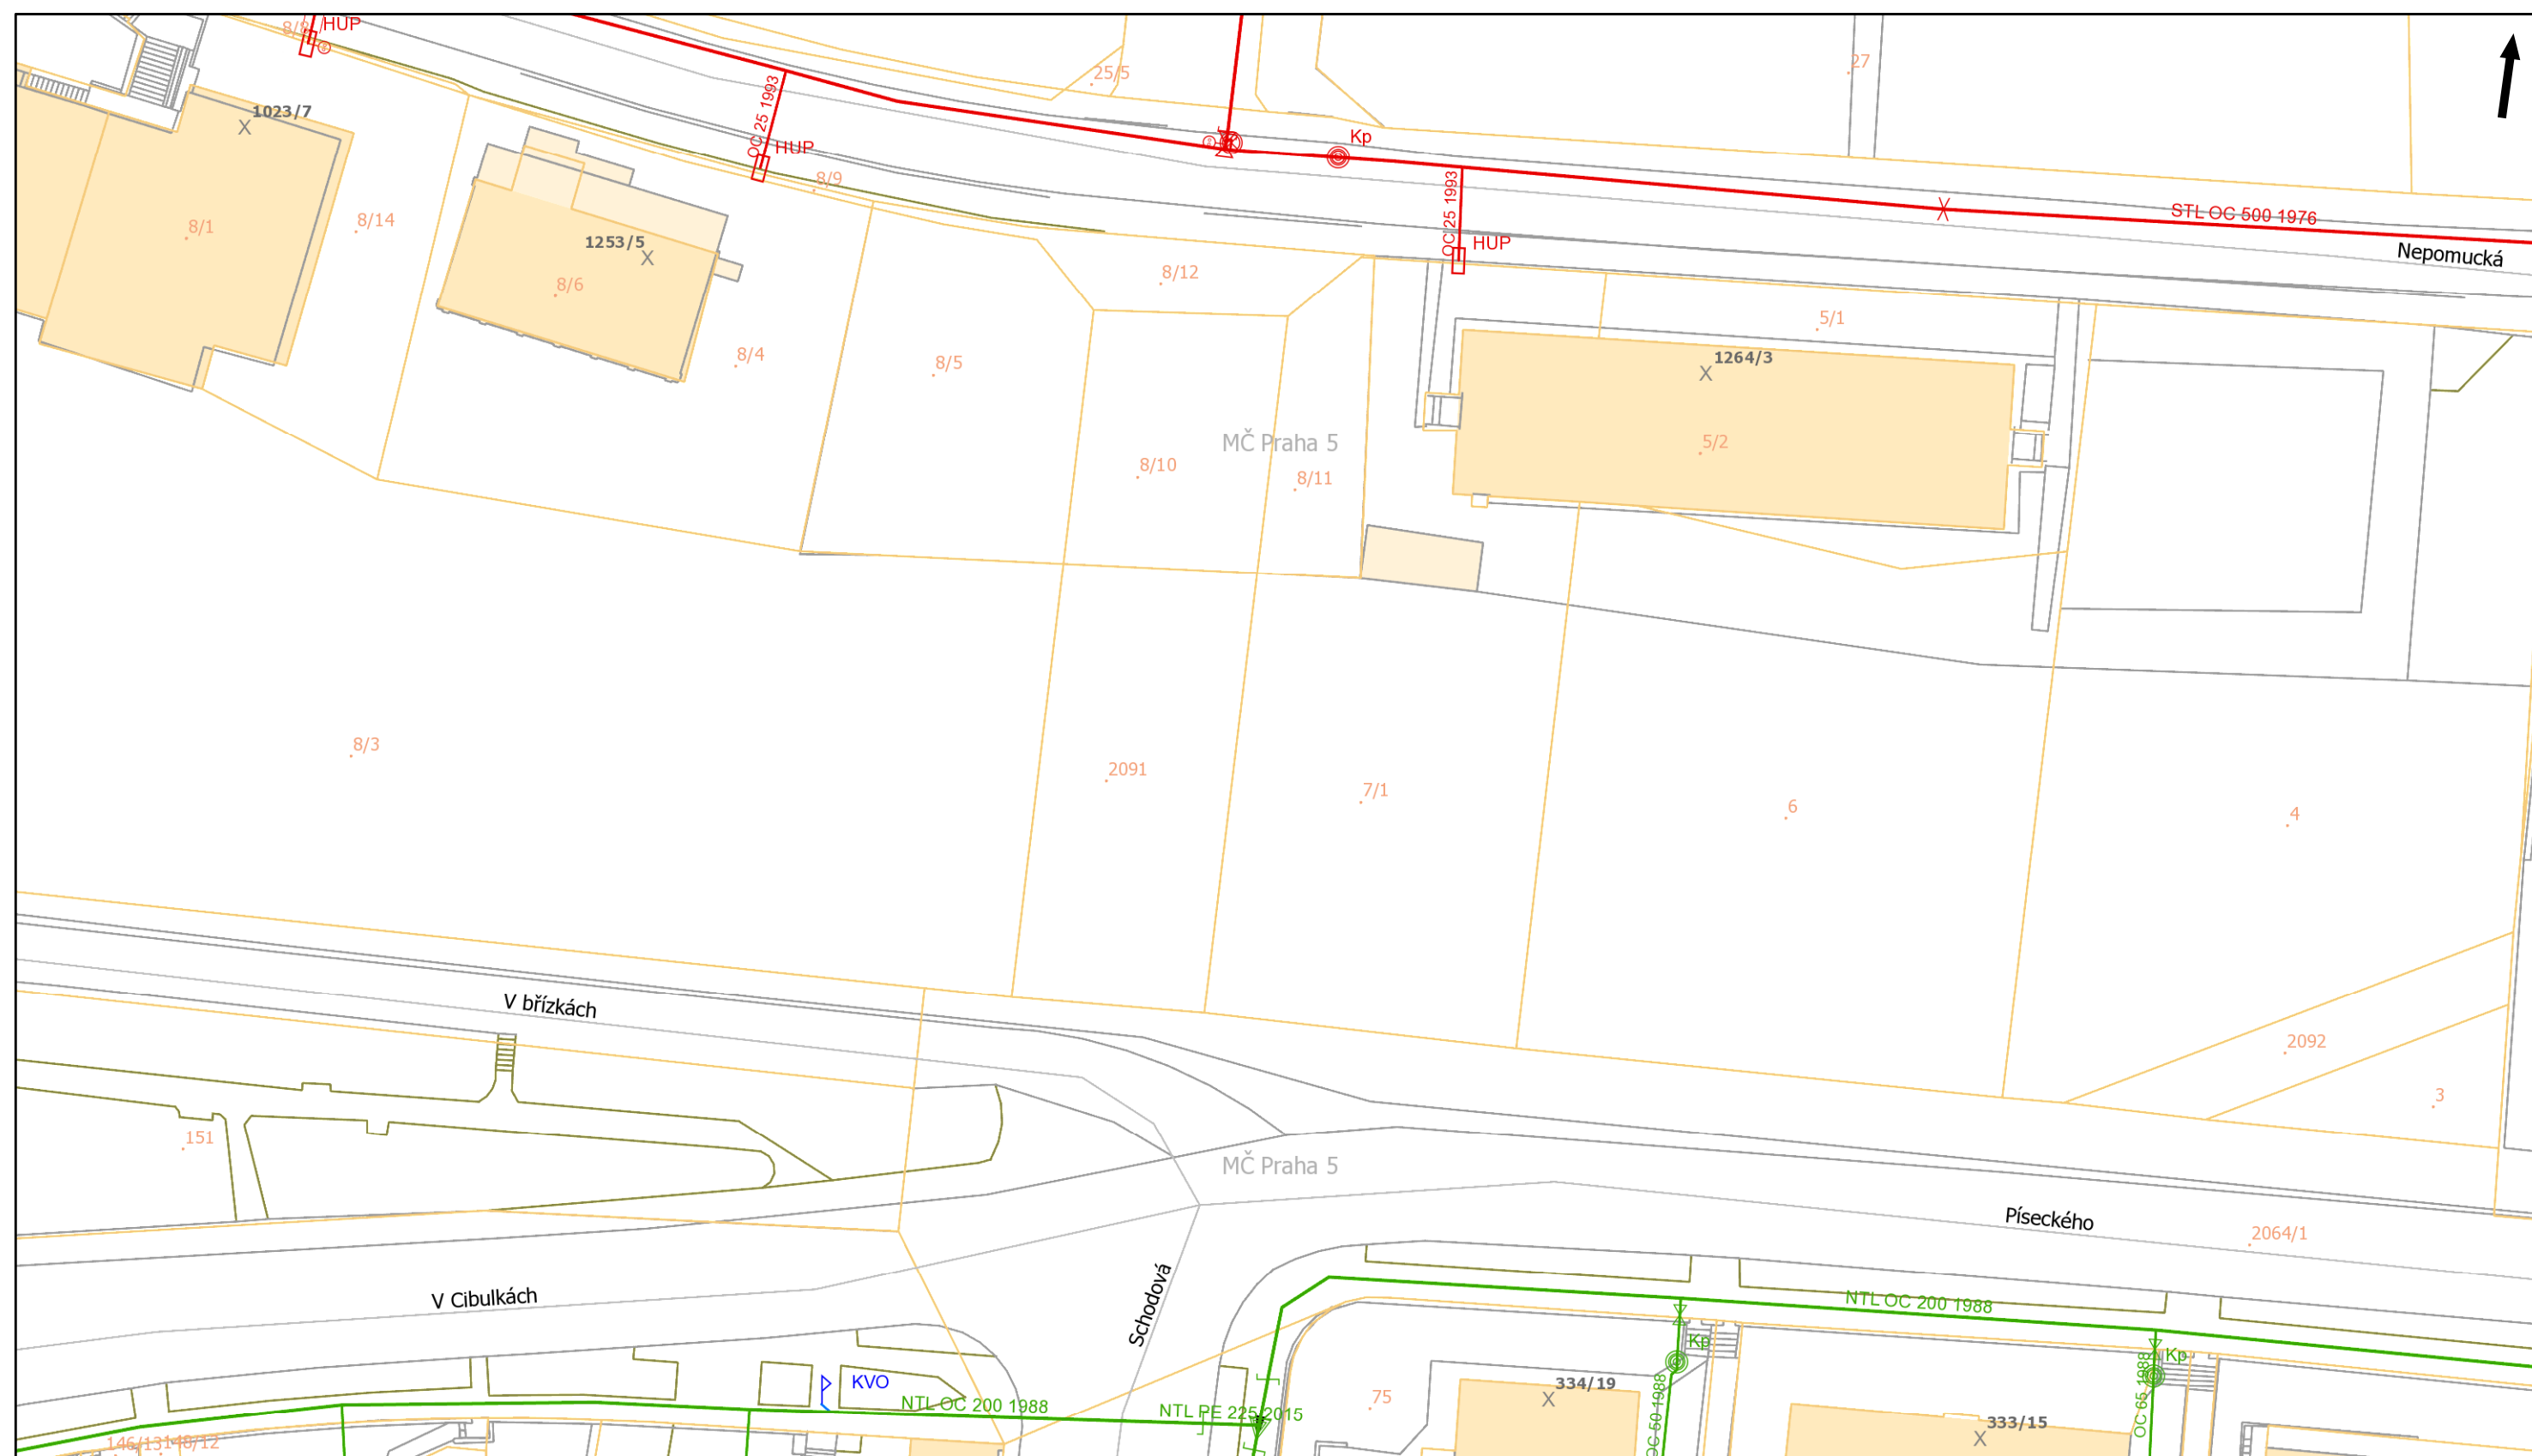 8/8
HUP
25/5
27
1023/7
OC 25 1993
HUP
Kp
8/9
8/1
8/14
1253/5
8/6
OC 25 1993
HUP
STL OC 500 1976
Nepomucká
8/12
5/1
8/4
8/5
1264/3
MČ Praha 5
5/2
8/10
8/11
8/3
2091
7/1
6
4
V břízkách
2092
3
151
MČ Praha 5
Píseckého
2064/1
V Cibulkách
Schodová
NTL OC 200 1988
Kp
Kp
KVO
NTL OC 200 1988
NTL PE 225 2015
75
334/19
OC 50 1988
OC 65 1988
333/15
146/13
148/12